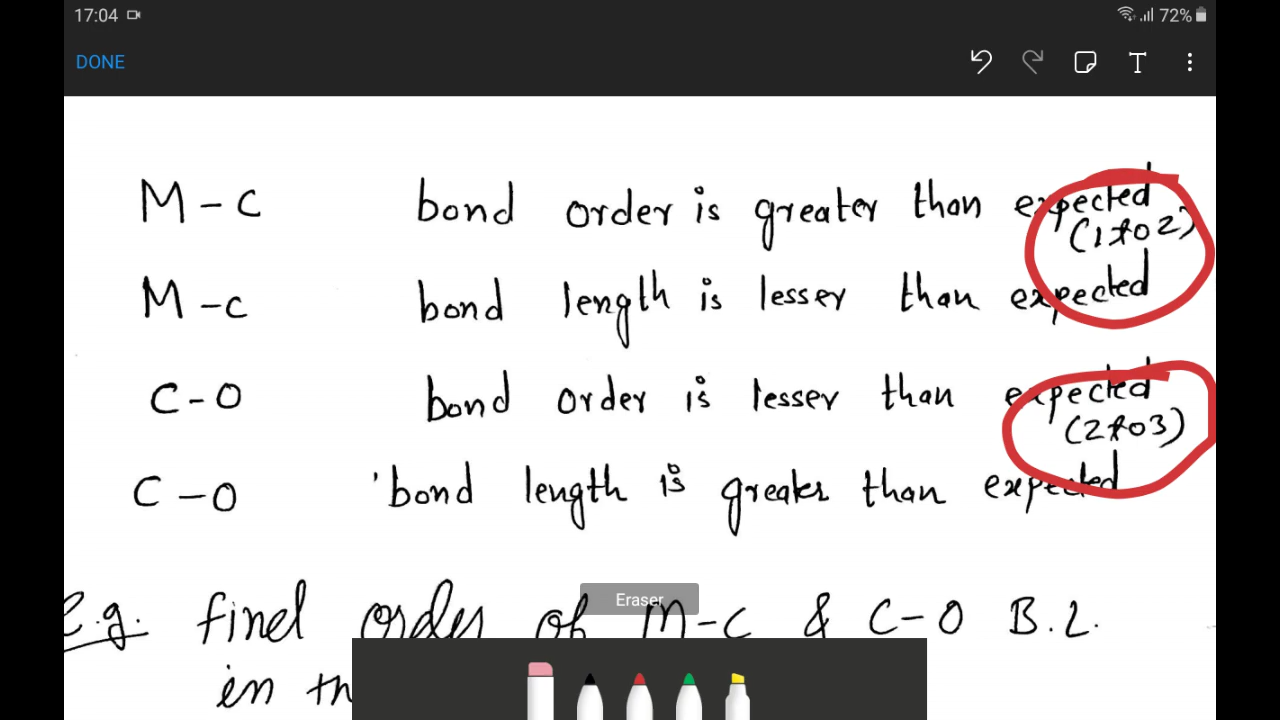 17:04 72%
DONE T
M-C bond order is greater than expected
(1 to 2)
M-C bond length is lesser than expected
C-O bond order is lesser than expected
(2 to 3)
C-O bond length is greater than expected
Eraser
e.g. find order of M-C & C-O B.L.
in